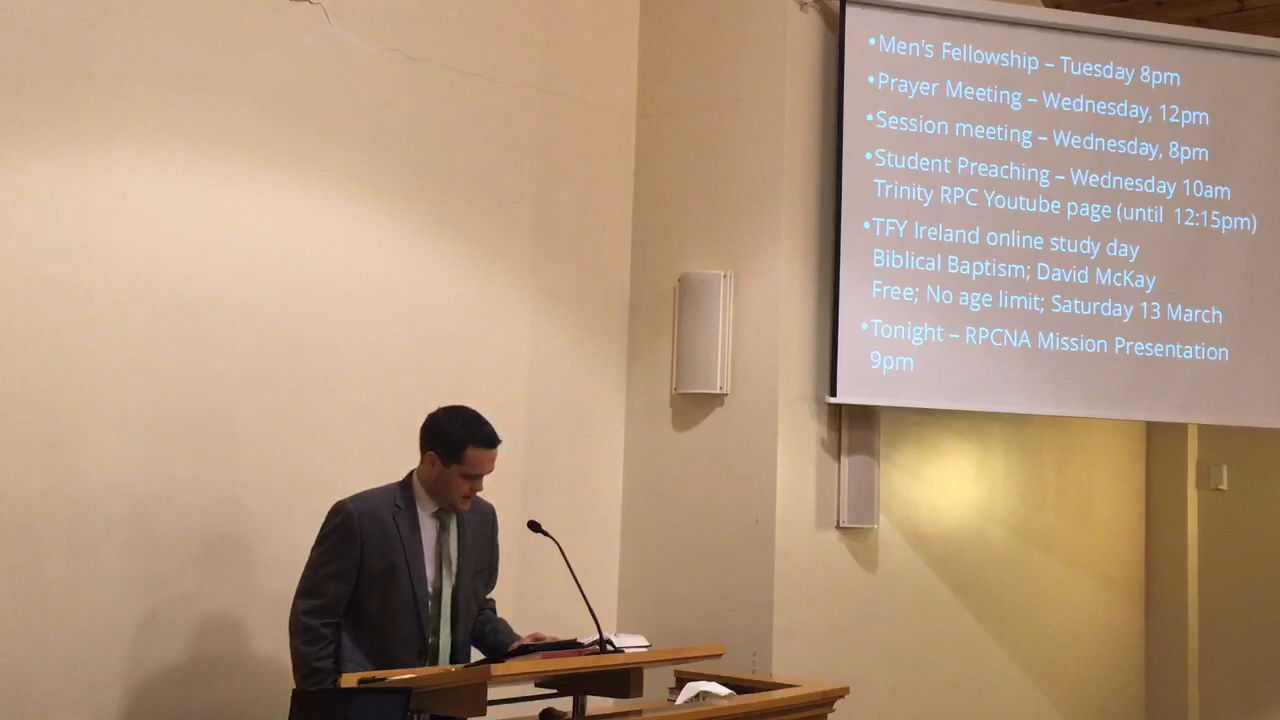 •Men's Fellowship – Tuesday 8pm
•Prayer Meeting – Wednesday, 12pm
•Session meeting – Wednesday, 8pm
•Student Preaching – Wednesday 10am
Trinity RPC Youtube page (until 12:15pm)
•TFY Ireland online study day
Biblical Baptism; David McKay
Free; No age limit; Saturday 13 March
•Tonight – RPCNA Mission Presentation
9pm